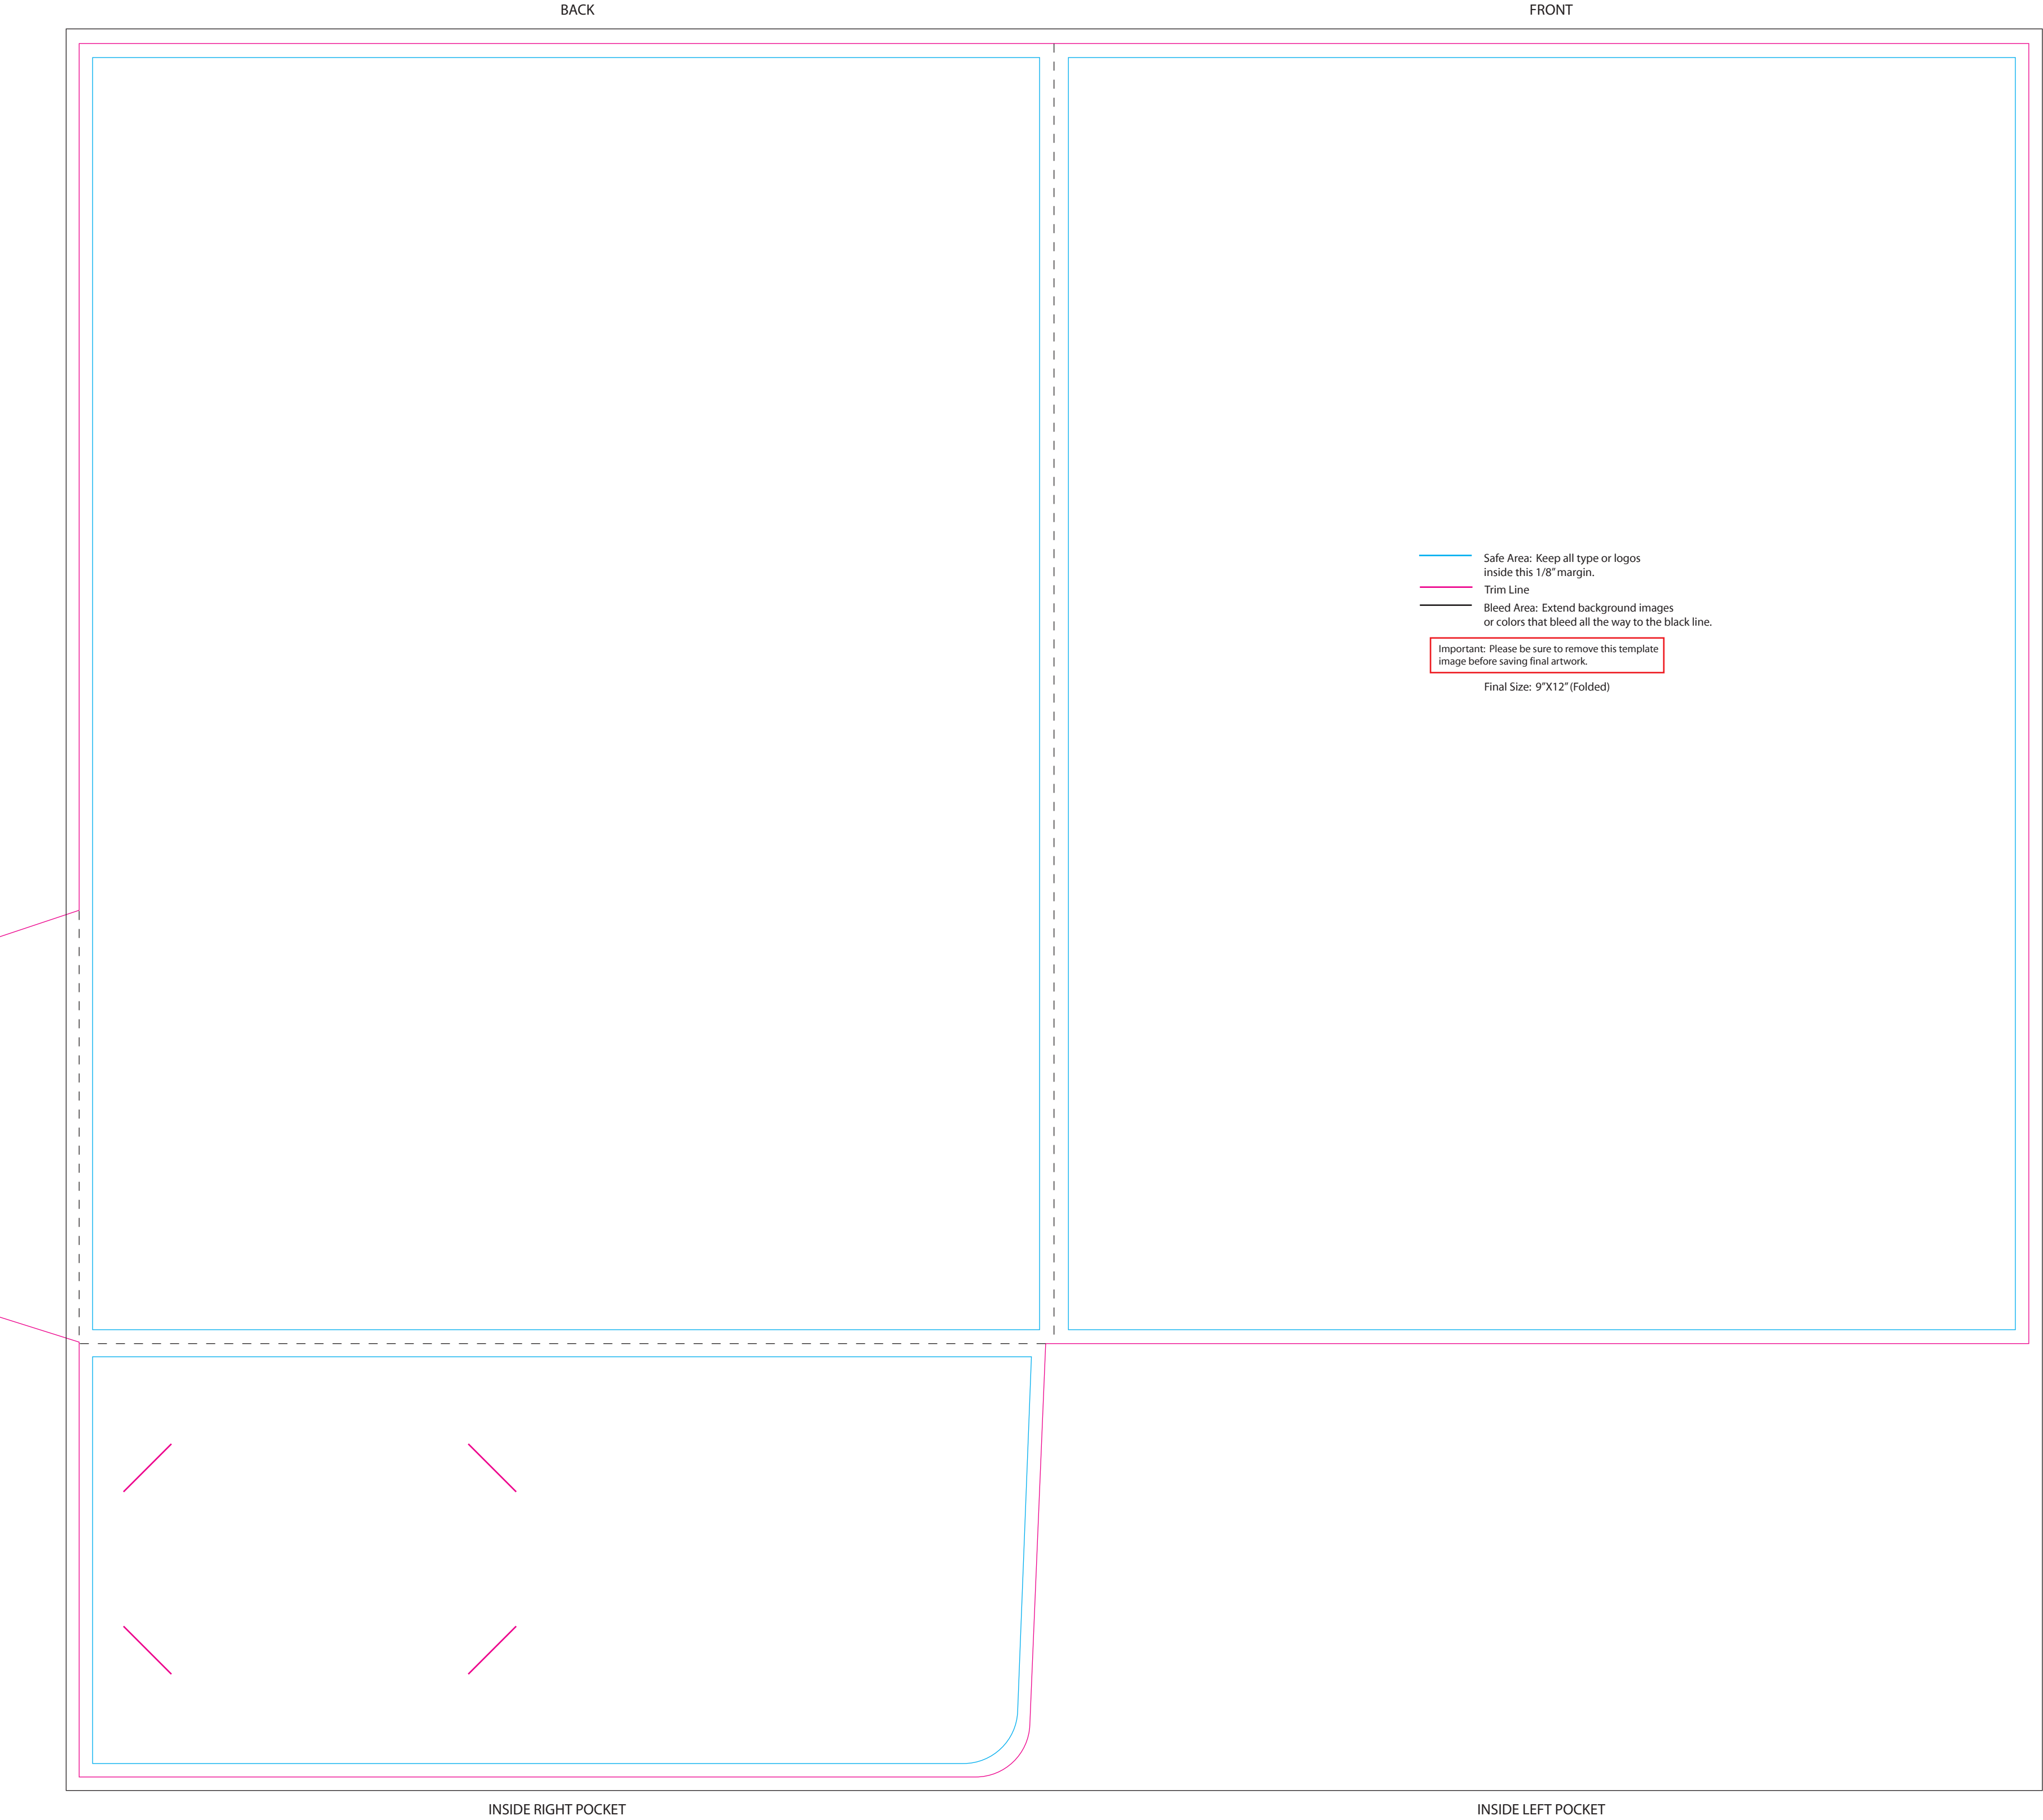 BACK
FRONT
Safe Area: Keep all type or logos
inside this 1/8" margin.
Trim Line
Bleed Area: Extend background images
or colors that bleed all the way to the black line.
Important: Please be sure to remove this template
image before saving final artwork.
Final Size: 9"X12" (Folded)
INSIDE RIGHT POCKET
INSIDE LEFT POCKET